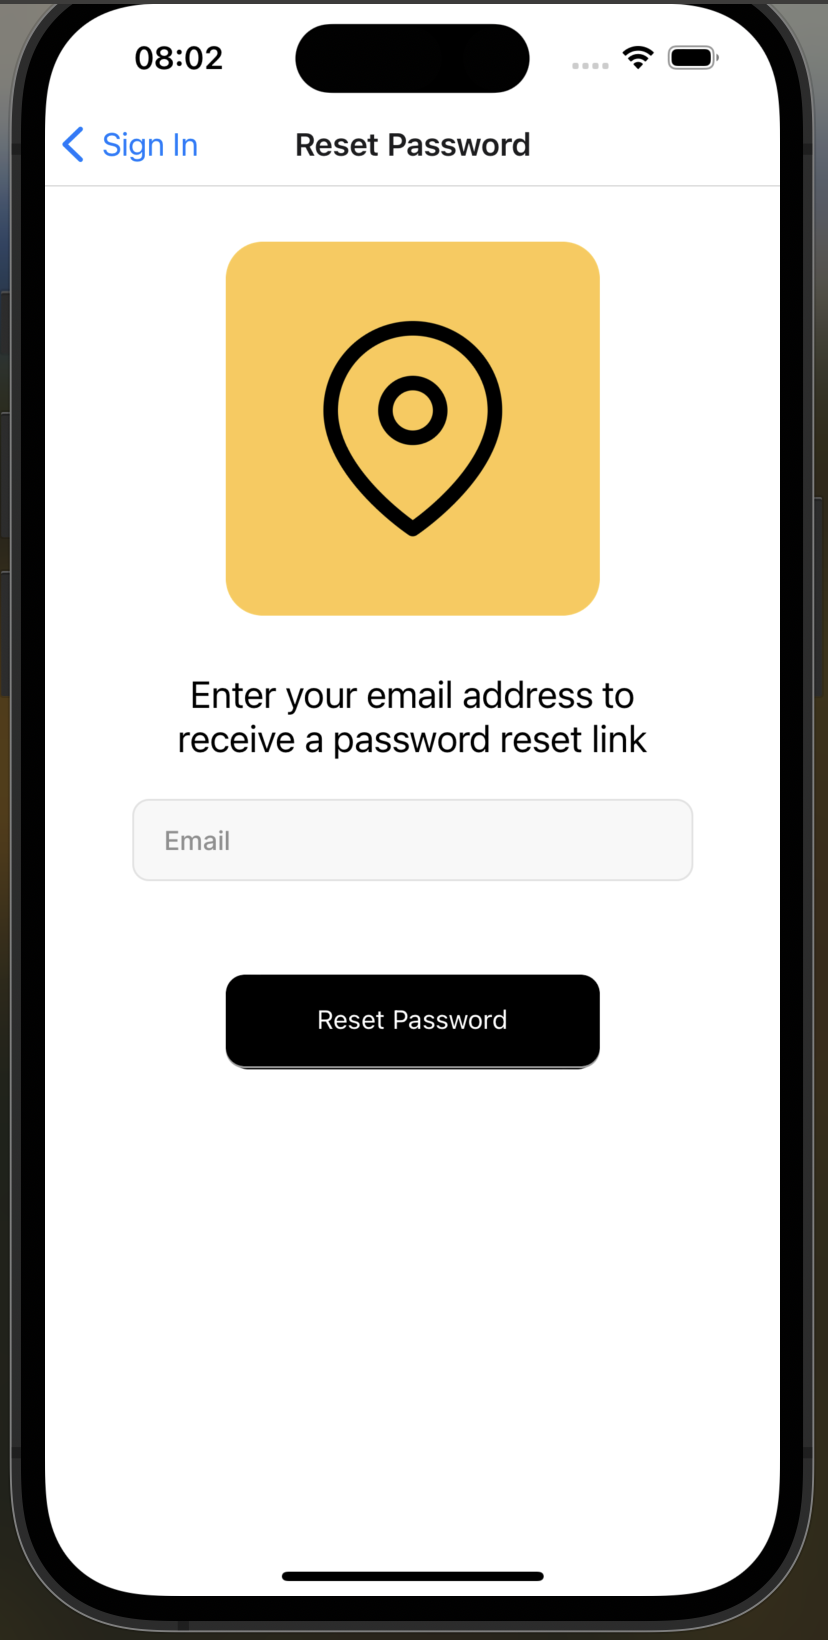 08:02
Sign In
Reset Password
Enter your email address to
receive a password reset link
Email
Reset Password